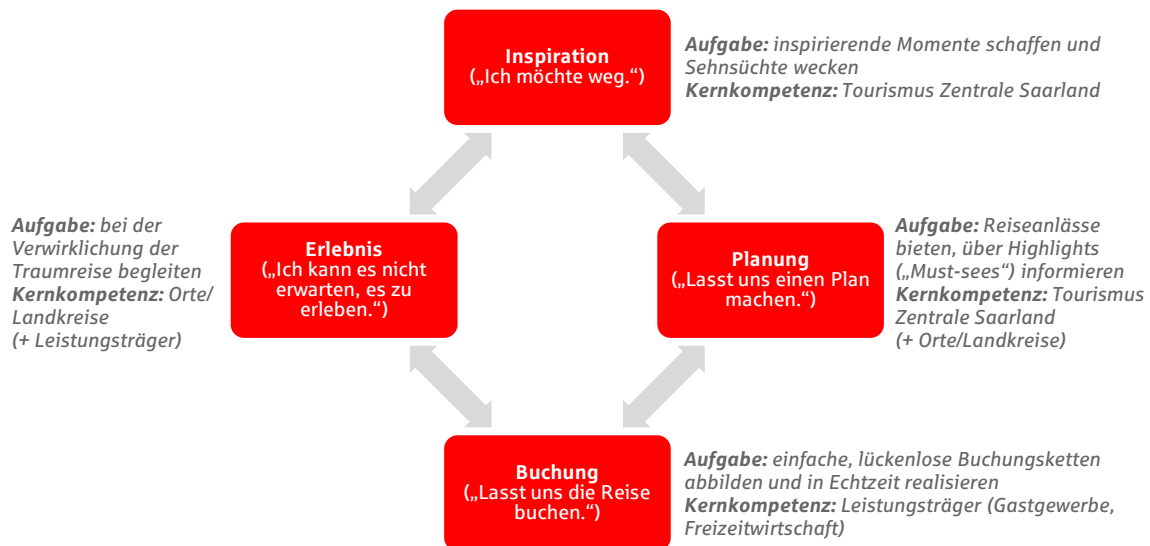 Inspiration
(„Ich möchte weg.“)
Aufgabe: inspirierende Momente schaffen und
Sehnsüchte wecken
Kernkompetenz: Tourismus Zentrale Saarland
Aufgabe: bei der
Verwirklichung der
Traumreise begleiten
Kernkompetenz: Orte/
Landkreise
(+ Leistungsträger)
Erlebnis
(„Ich kann es nicht
erwarten, es zu
erleben.“)
Planung
(„Lasst uns einen Plan
machen.“)
Aufgabe: Reiseanlässe
bieten, über Highlights
(„Must-sees“) informieren
Kernkompetenz: Tourismus
Zentrale Saarland
(+ Orte/Landkreise)
Buchung
(„Lasst uns die Reise
buchen.“)
Aufgabe: einfache, lückenlose Buchungsketten
abbilden und in Echtzeit realisieren
Kernkompetenz: Leistungsträger (Gastgewerbe,
Freizeitwirtschaft)